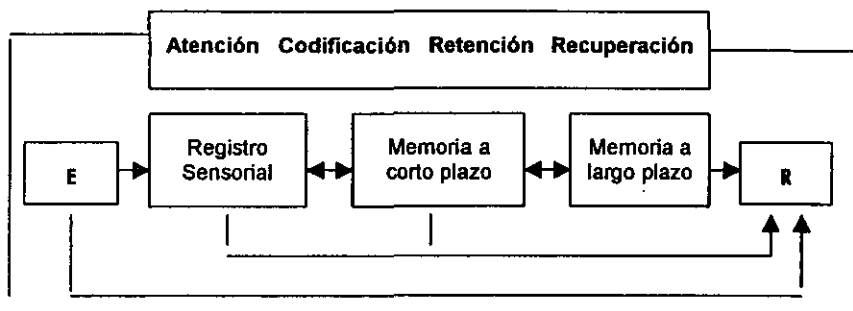 Atención Codificación Retención Recuperación
E
Registro
Sensorial
Memoria a
corto plazo
Memoria a
largo plazo
R